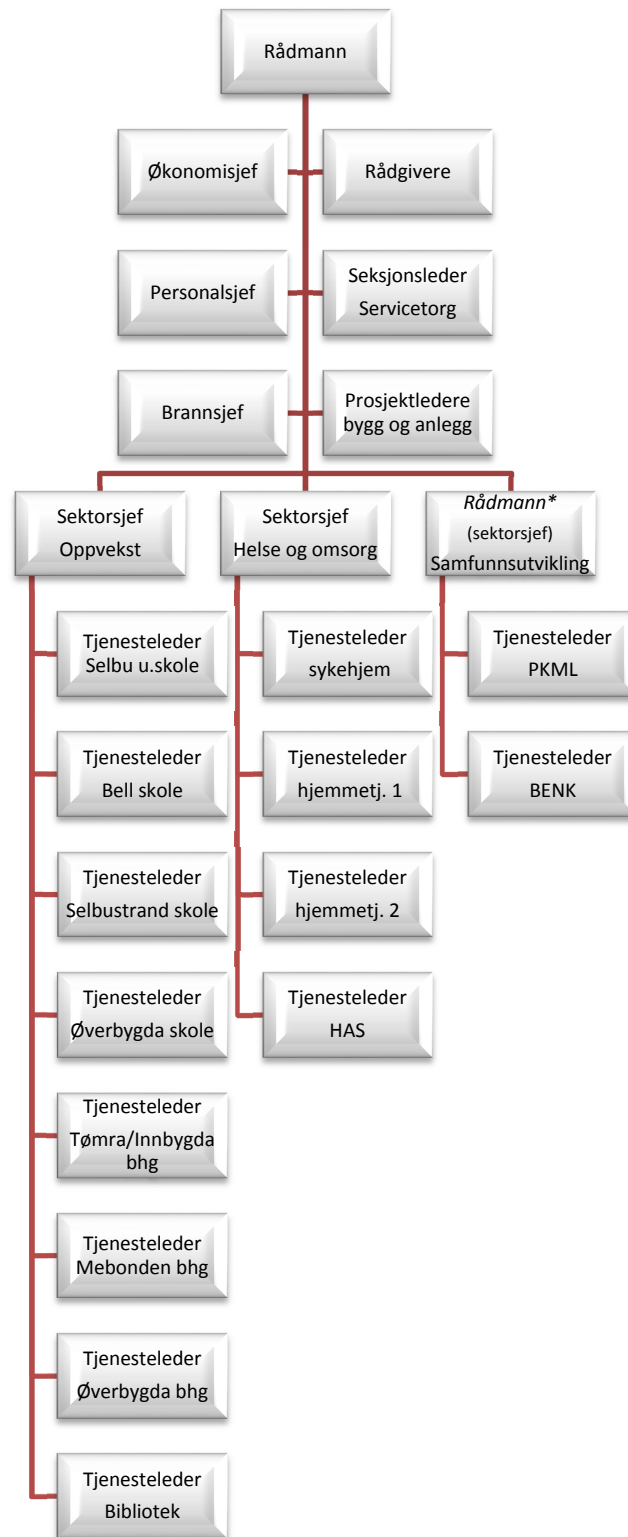 Rådmann
Økonomisjef
Rådgivere
Personalsjef
Seksjonsleder
Servicetorg
Brannsjef
Prosjektledere
bygg og anlegg
Sektorsjef
Oppvekst
Sektorsjef
Helse og omsorg
Rådmann*
(sektorsjef)
Samfunnsutvikling
Tjenesteleder
Selbu u.skole
Tjenesteleder
Bell skole
Tjenesteleder
Selbustrand skole
Tjenesteleder
Øverbygda skole
Tjenesteleder
Tømra/Innbygda
bhg
Tjenesteleder
Mebonden bhg
Tjenesteleder
Øverbygda bhg
Tjenesteleder
Bibliotek
Tjenesteleder
sykehjem
Tjenesteleder
hjemmetj. 1
Tjenesteleder
hjemmetj. 2
Tjenesteleder
HAS
Tjenesteleder
PKML
Tjenesteleder
BENK